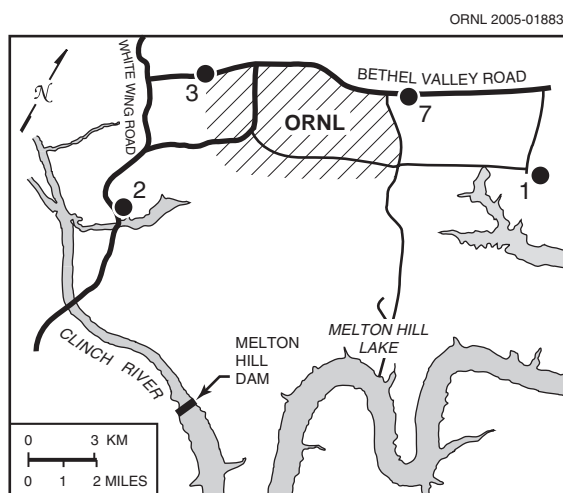 ORNL 2005-01883
N
WHITE WING ROAD
3
BETHEL VALLEY ROAD
7
ORNL
1
2
CLINCH RIVER
MELTON
HILL
DAM
MELTON HILL
LAKE
0 3 KM
0 1 2 MILES